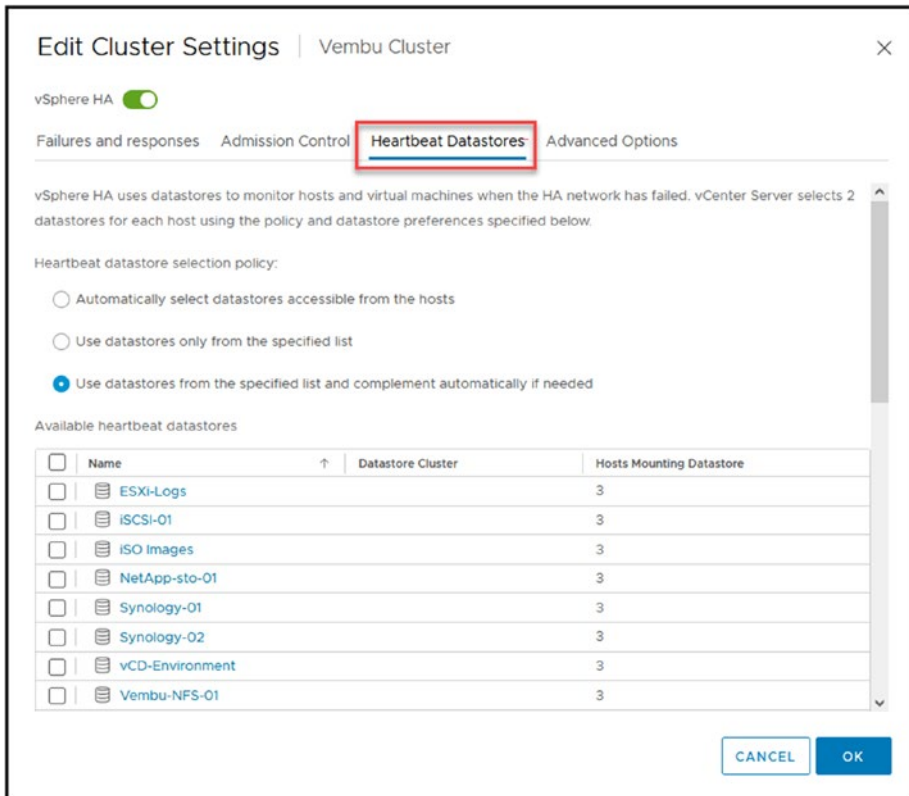 Edit Cluster Settings | Vembu Cluster
vSphere HA
Failures and responses Admission Control Heartbeat Datastores Advanced Options
vSphere HA uses datastores to monitor hosts and virtual machines when the HA network has failed. vCenter Server selects 2
datastores for each host using the policy and datastore preferences specified below.
Heartbeat datastore selection policy:
Automatically select datastores accessible from the hosts
Use datastores only from the specified list
Use datastores from the specified list and complement automatically if needed
Available heartbeat datastores
Name ↑ Datastore Cluster Hosts Mounting Datastore
ESXi-Logs 3
iSCSI-01 3
iSO Images 3
NetApp-sto-01 3
Synology-01 3
Synology-02 3
vCD-Environment 3
Vembu-NFS-01 3
CANCEL OK